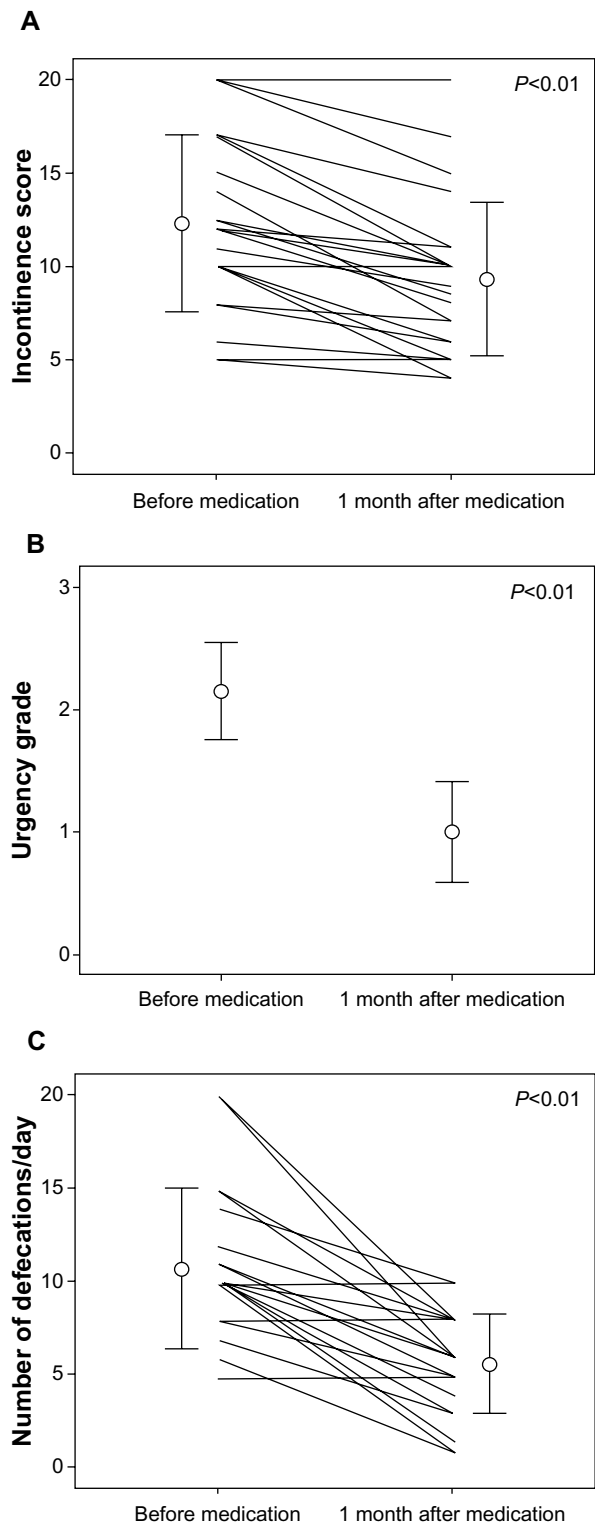 A
P<0.01
Incontinence score
20
15
10
5
0
Before medication 1 month after medication
B
P<0.01
Urgency grade
3
2
1
0
Before medication 1 month after medication
C
P<0.01
Number of defecations/day
20
15
10
5
0
Before medication 1 month after medication